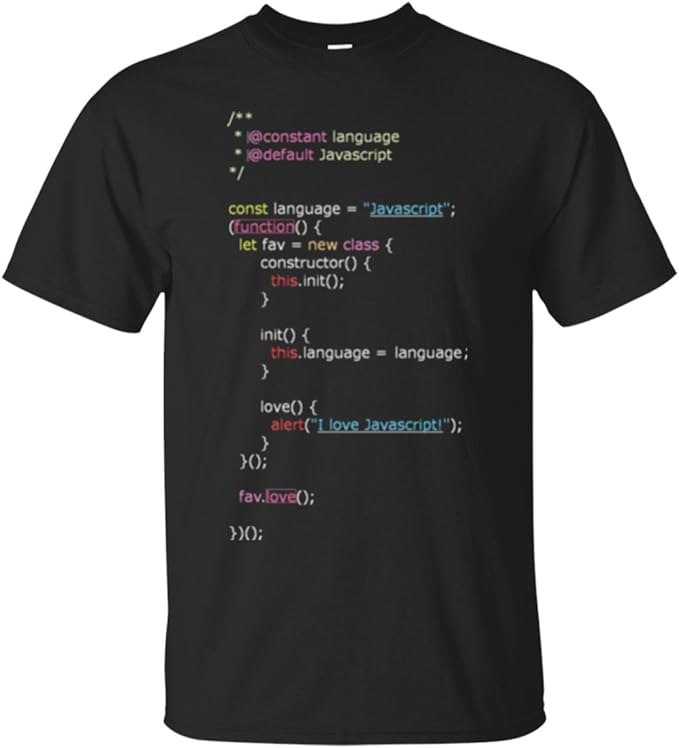 /**
 * @constant language
 * @default Javascript
*/
const language = "Javascript";
(function() {
let fav = new class {
constructor() {
this.init();
}
init() {
this.language = language;
}
love() {
alert("I love Javascript!");
}
}();
fav.love();
})();